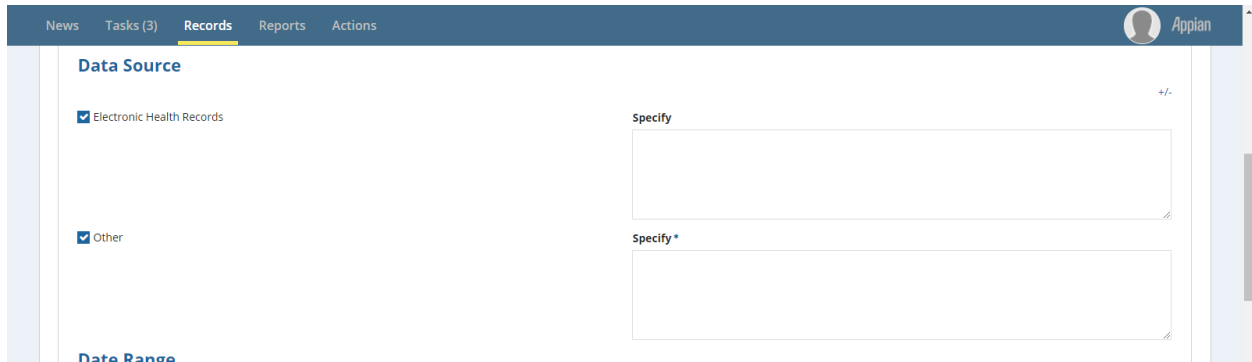 News Tasks (3) Records Reports Actions Appian
Data Source
+/-
Electronic Health Records Specify
Other Specify *
Date Range